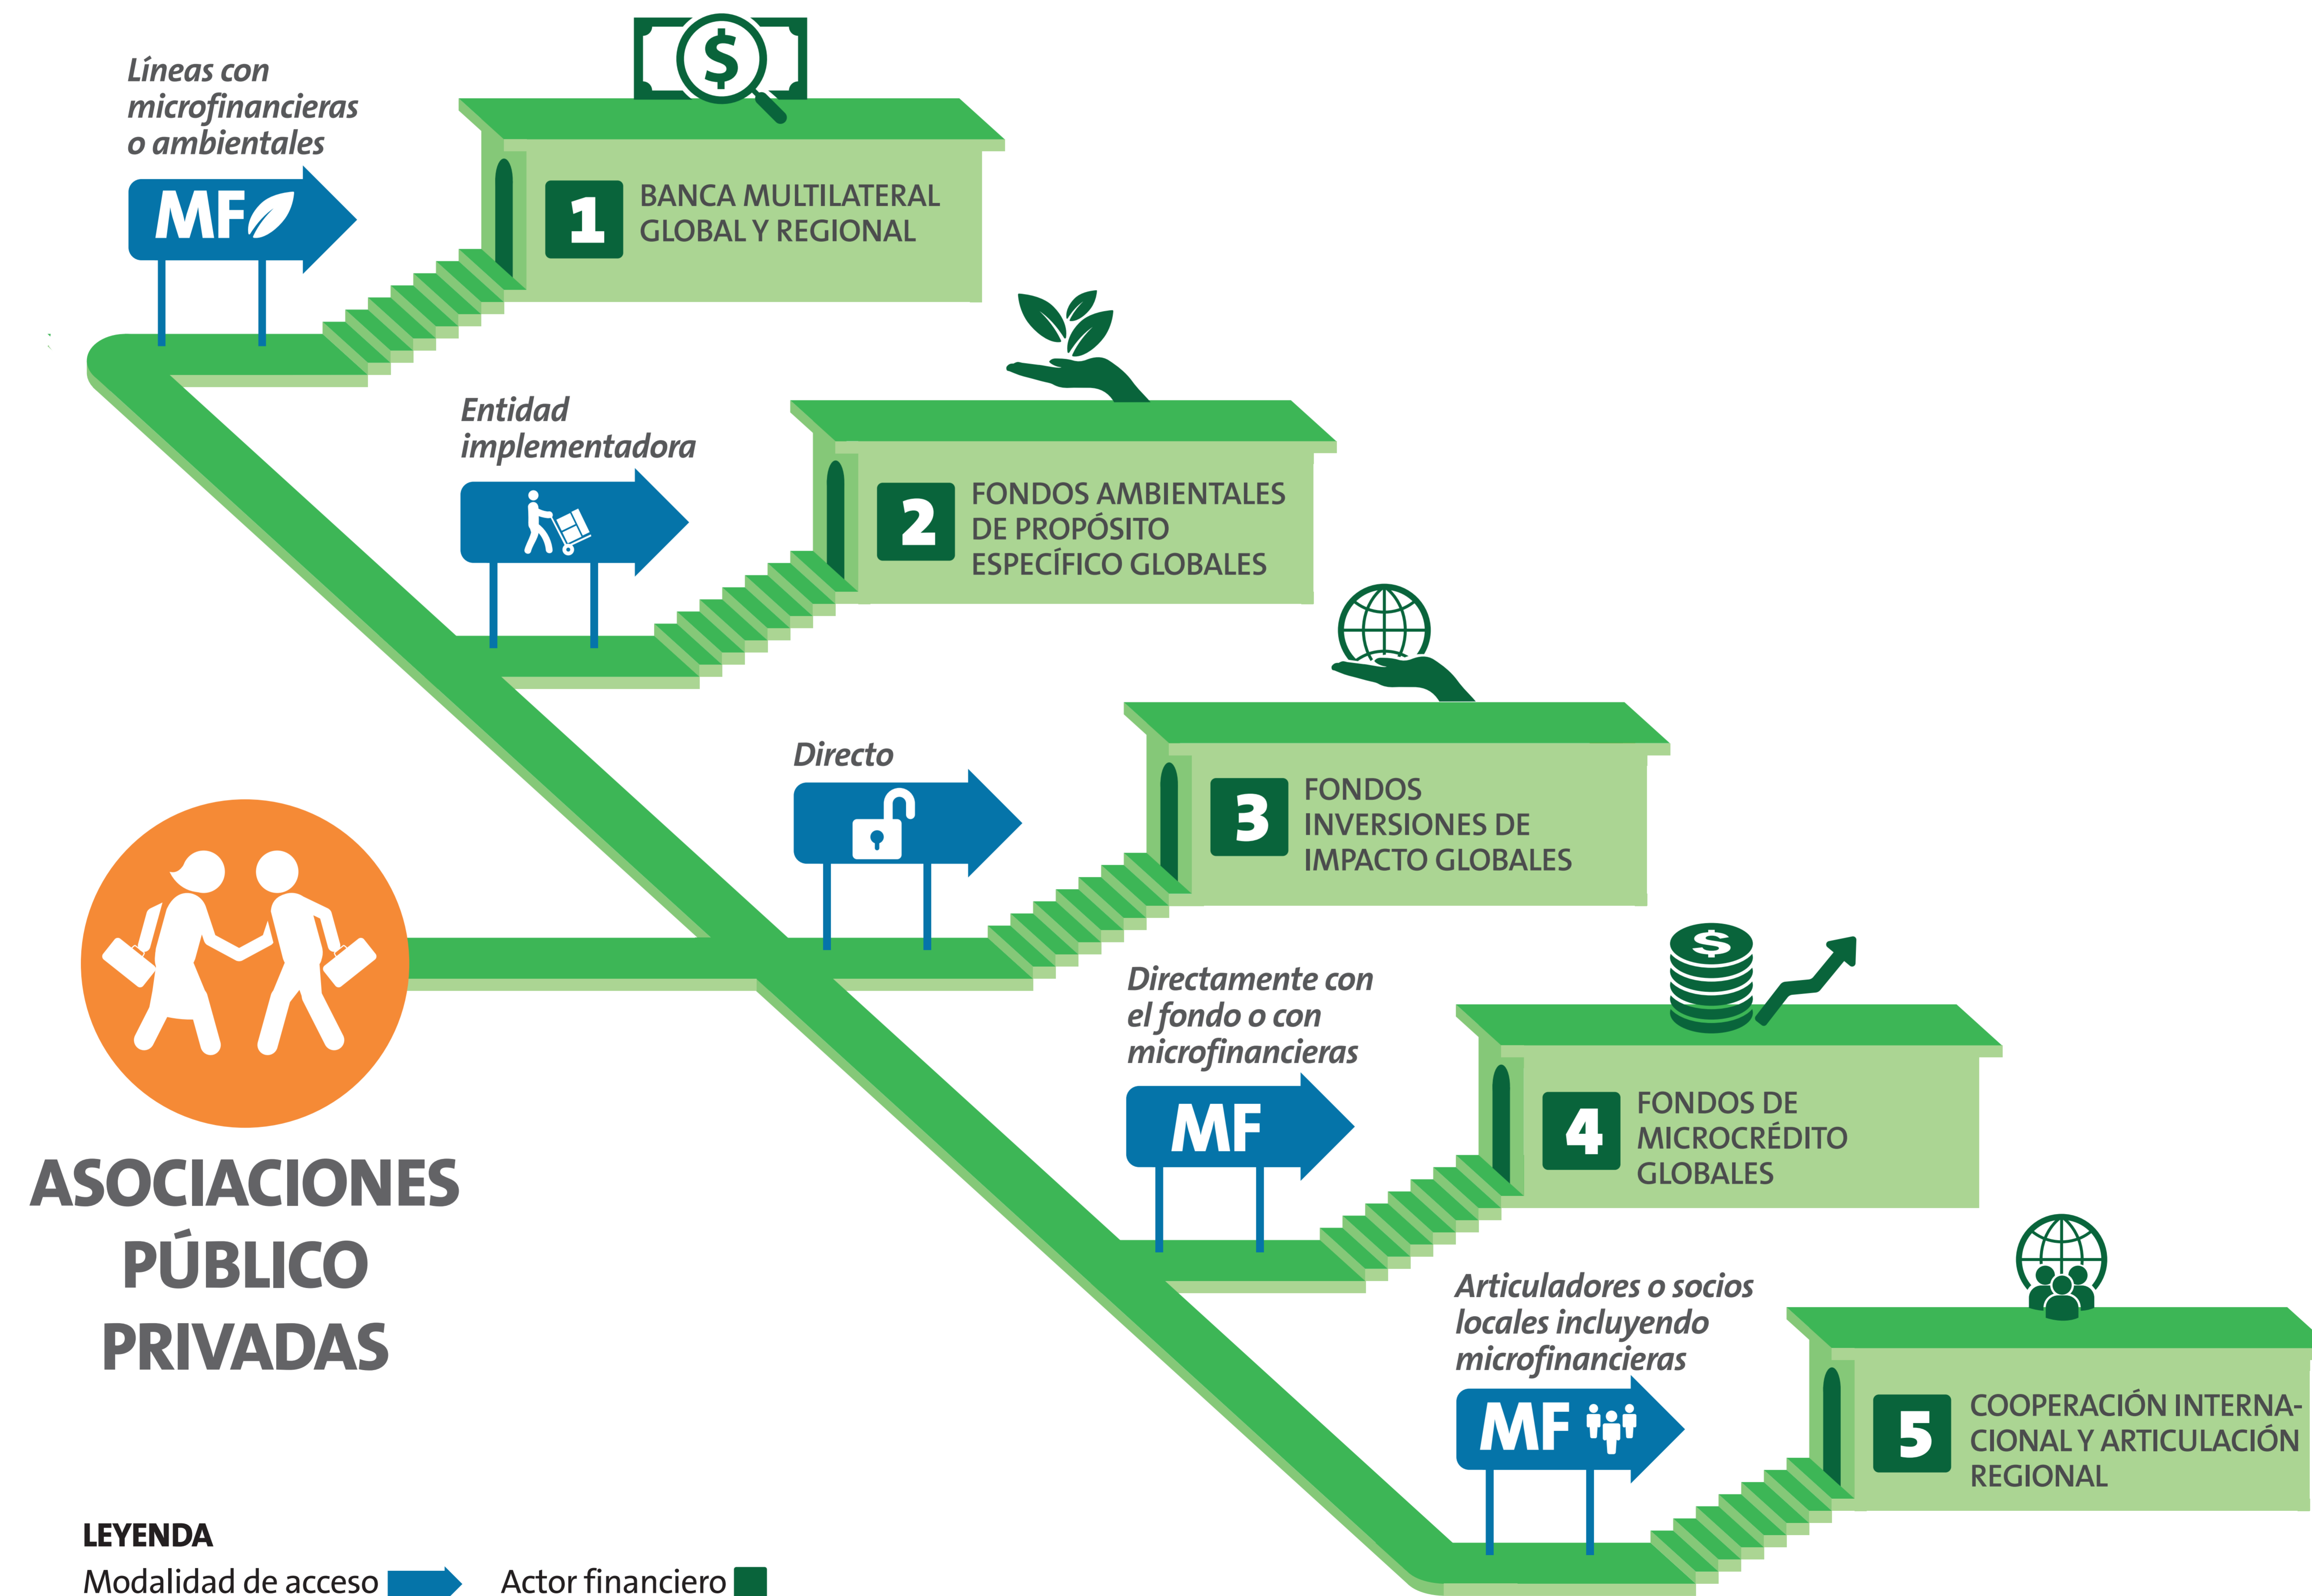 Líneas con
microfinancieras
o ambientales
MF
$
1
BANCA MULTILATERAL
GLOBAL Y REGIONAL
Entidad
implementadora
2
FONDOS AMBIENTALES
DE PROPÓSITO
ESPECÍFICO GLOBALES
Directo
3
FONDOS
INVERSIONES DE
IMPACTO GLOBALES
Directamente con
el fondo o con
microfinancieras
MF
$
4
FONDOS DE
MICROCRÉDITO
GLOBALES
Articuladores o socios
locales incluyendo
microfinancieras
MF
5
COOPERACIÓN INTERNA-
CIONAL Y ARTICULACIÓN
REGIONAL
ASOCIACIONES
PÚBLICO
PRIVADAS
LEYENDA
Modalidad de acceso
Actor financiero